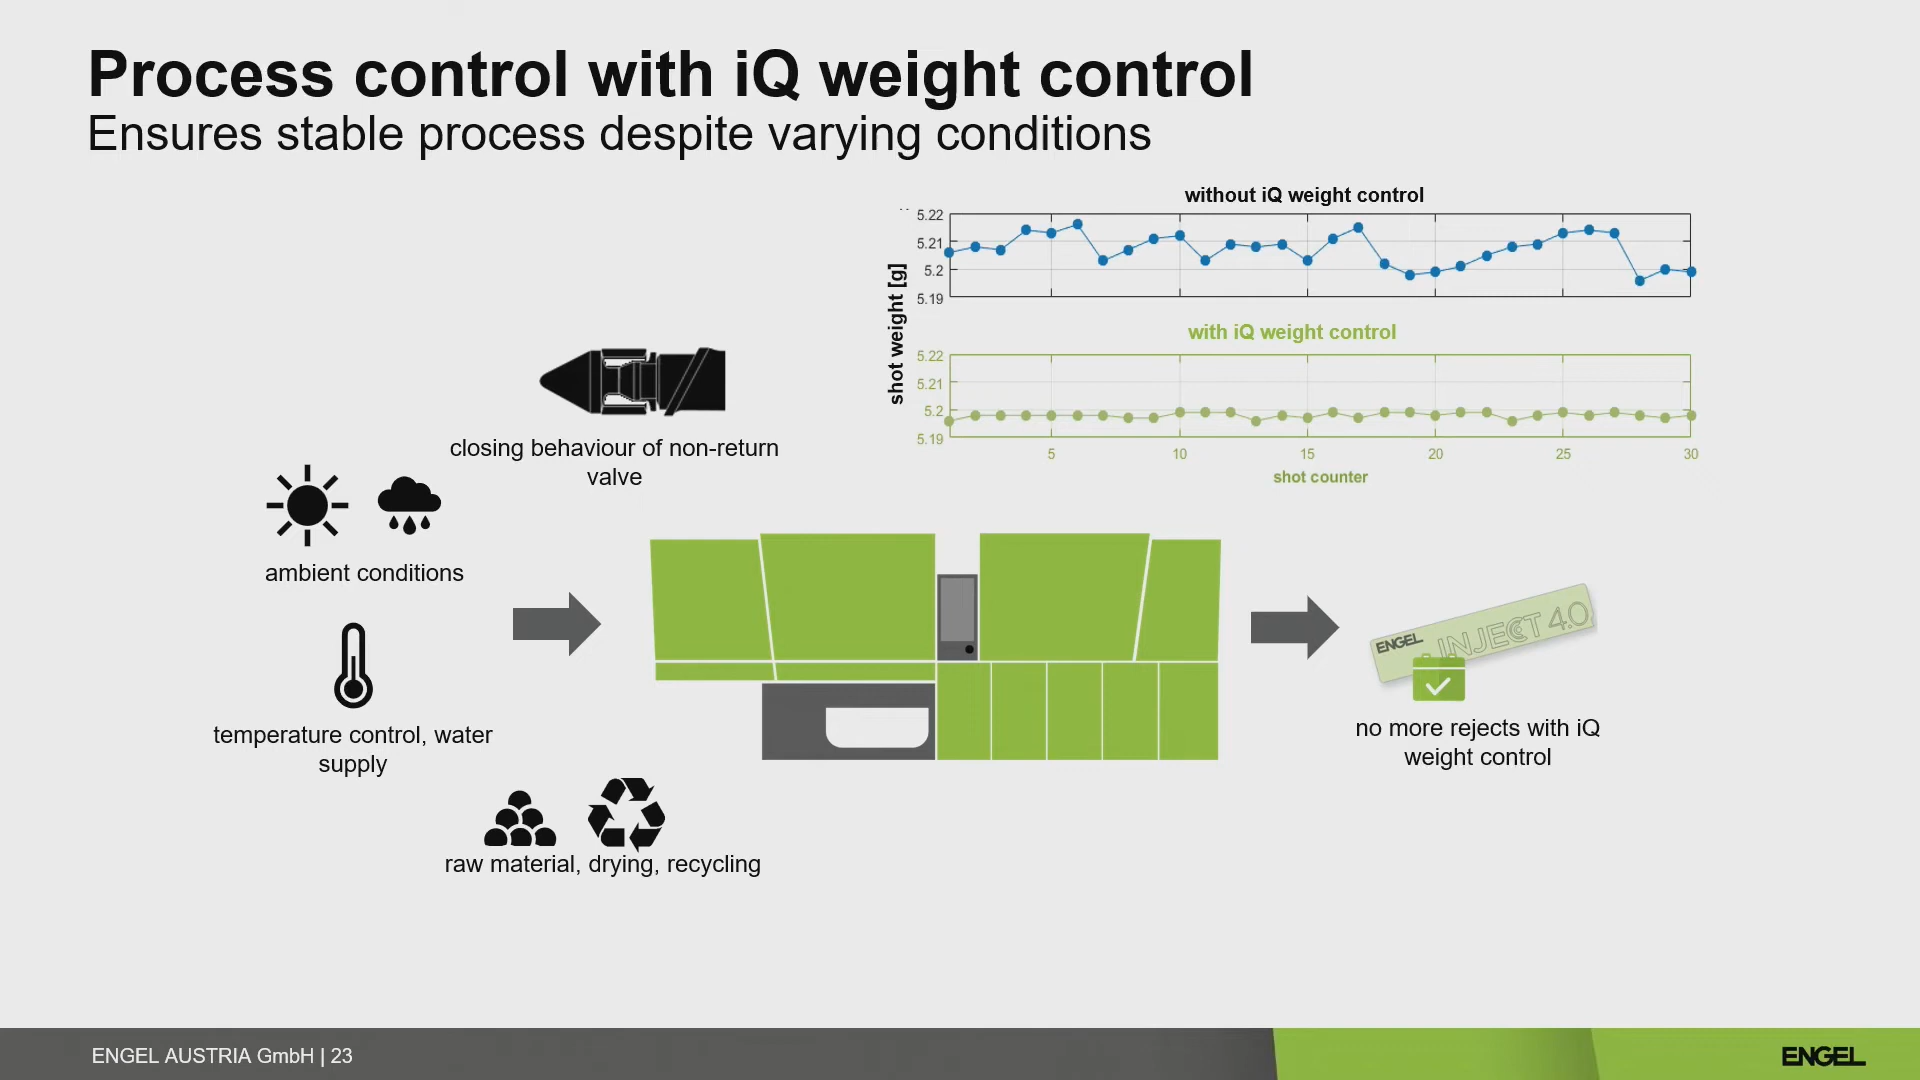 Process control with iQ weight control
Ensures stable process despite varying conditions
without iQ weight control
5.22
5.21
5.2
5.19
shot weight [g]
with iQ weight control
5.22
5.21
5.2
5.19
5 10 15 20 25 30
shot counter
closing behaviour of non-return
valve
ambient conditions
temperature control, water
supply
raw material, drying, recycling
ENGEL INJECT 4.0
no more rejects with iQ
weight control
ENGEL AUSTRIA GmbH | 23
ENGEL